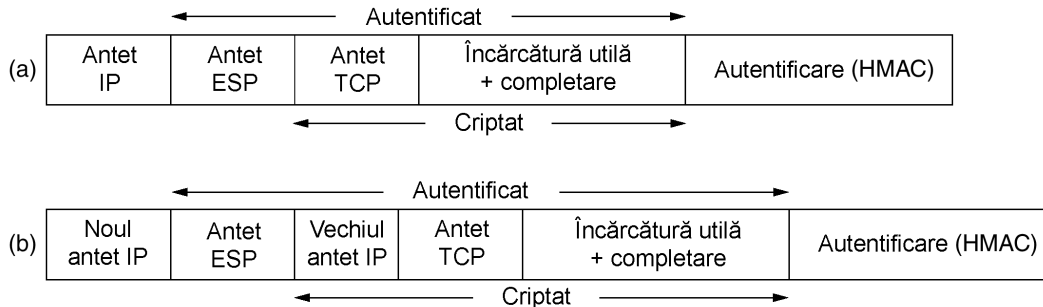 Autentificat
(a)
Antet
IP
Antet
ESP
Antet
TCP
Încărcătură utilă
+ completare
Autentificare (HMAC)
Criptat
Autentificat
(b)
Noul
antet IP
Antet
ESP
Vechiul
antet IP
Antet
TCP
Încărcătură utilă
+ completare
Autentificare (HMAC)
Criptat